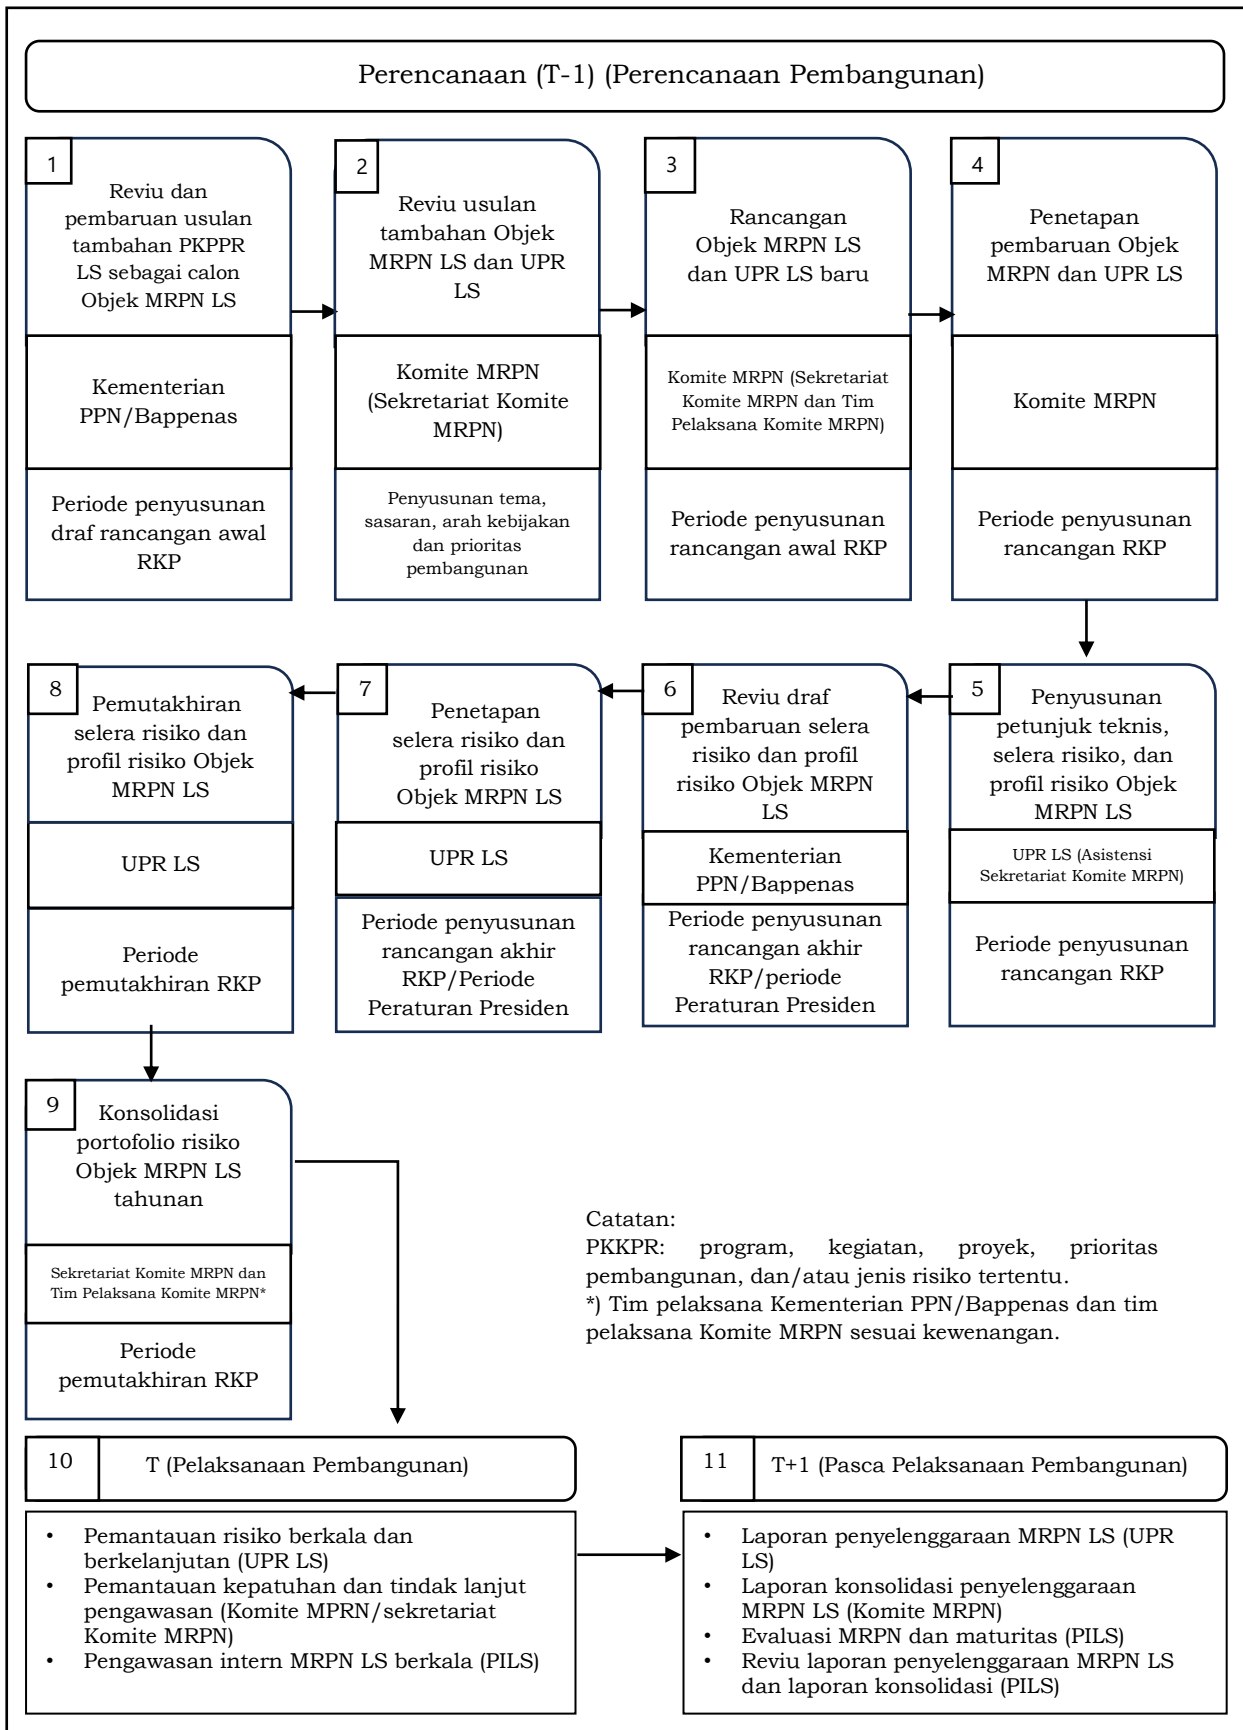 Perencanaan (T-1) (Perencanaan Pembangunan)
1
Reviu dan
pembaruan usulan
tambahan PKPPR
LS sebagai calon
Objek MRPN LS
Kementerian
PPN/Bappenas
Periode penyusunan
draf rancangan awal
RKP
2
Reviu usulan
tambahan Objek
MRPN LS dan UPR
LS
Komite MRPN
(Sekretariat Komite
MRPN)
Penyusunan tema,
sasaran, arah kebijakan
dan prioritas
pembangunan
3
Rancangan
Objek MRPN LS
dan UPR LS baru
Komite MRPN (Sekretariat
Komite MRPN dan Tim
Pelaksana Komite MRPN)
Periode penyusunan
rancangan awal RKP
4
Penetapan
pembaruan Objek
MRPN dan UPR LS
Komite MRPN
Periode penyusunan
rancangan RKP
5
Penyusunan
petunjuk teknis,
selera risiko, dan
profil risiko Objek
MRPN LS
UPR LS (Asistensi
Sekretariat Komite MRPN)
Periode penyusunan
rancangan RKP
6
Reviu draf
pembaruan selera
risiko dan profil
risiko Objek MRPN
LS
Kementerian
PPN/Bappenas
Periode penyusunan
rancangan akhir
RKP/periode
Peraturan Presiden
7
Penetapan
selera risiko dan
profil risiko
Objek MRPN LS
UPR LS
Periode penyusunan
rancangan akhir
RKP/Periode
Peraturan Presiden
8
Pemutakhiran
selera risiko dan
profil risiko Objek
MRPN LS
UPR LS
Periode
pemutakhiran RKP
9
Konsolidasi
portofolio risiko
Objek MRPN LS
tahunan
Sekretariat Komite MRPN dan
Tim Pelaksana Komite MRPN*
Periode
pemutakhiran RKP
Catatan:
PKKPR: program, kegiatan, proyek, prioritas
pembangunan, dan/atau jenis risiko tertentu.
*) Tim pelaksana Kementerian PPN/Bappenas dan tim
pelaksana Komite MRPN sesuai kewenangan.
10
T (Pelaksanaan Pembangunan)
• Pemantauan risiko berkala dan
berkelanjutan (UPR LS)
• Pemantauan kepatuhan dan tindak lanjut
pengawasan (Komite MPRN/sekretariat
Komite MRPN)
• Pengawasan intern MRPN LS berkala (PILS)
11
T+1 (Pasca Pelaksanaan Pembangunan)
• Laporan penyelenggaraan MRPN LS (UPR
LS)
• Laporan konsolidasi penyelenggaraan
MRPN LS (Komite MRPN)
• Evaluasi MRPN dan maturitas (PILS)
• Reviu laporan penyelenggaraan MRPN LS
dan laporan konsolidasi (PILS)